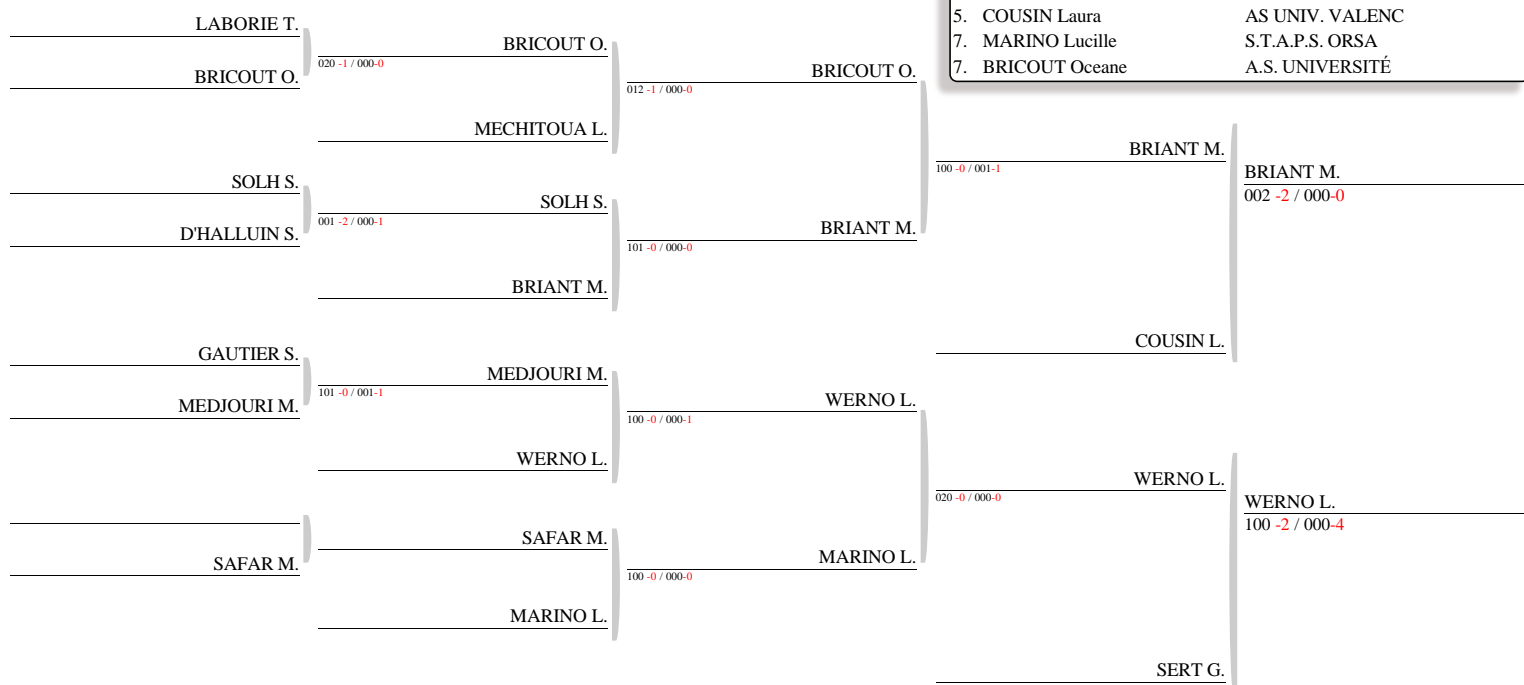 LABORIE T.
BRICOUT O.
SOLH S.
D'HALLUIN S.
GAUTIER S.
MEDJOURI M.
SAFAR M.
BRICOUT O.
020 -1 / 000-0
MECHITOUA L.
SOLH S.
001 -2 / 000-1
BRIANT M.
MEDJOURI M.
101 -0 / 001-1
WERNO L.
SAFAR M.
MARINO L.
BRICOUT O.
012 -1 / 000-0
BRIANT M.
101 -0 / 000-0
WERNO L.
100 -0 / 000-1
MARINO L.
100 -0 / 000-0
5. COUSIN Laura AS UNIV. VALENC
7. MARINO Lucille S.T.A.P.S. ORSA
7. BRICOUT Oceane A.S. UNIVERSITÉ
BRIANT M.
100 -0 / 001-1
COUSIN L.
WERNO L.
020 -0 / 000-0
SERT G.
BRIANT M.
002 -2 / 000-0
WERNO L.
100 -2 / 000-4